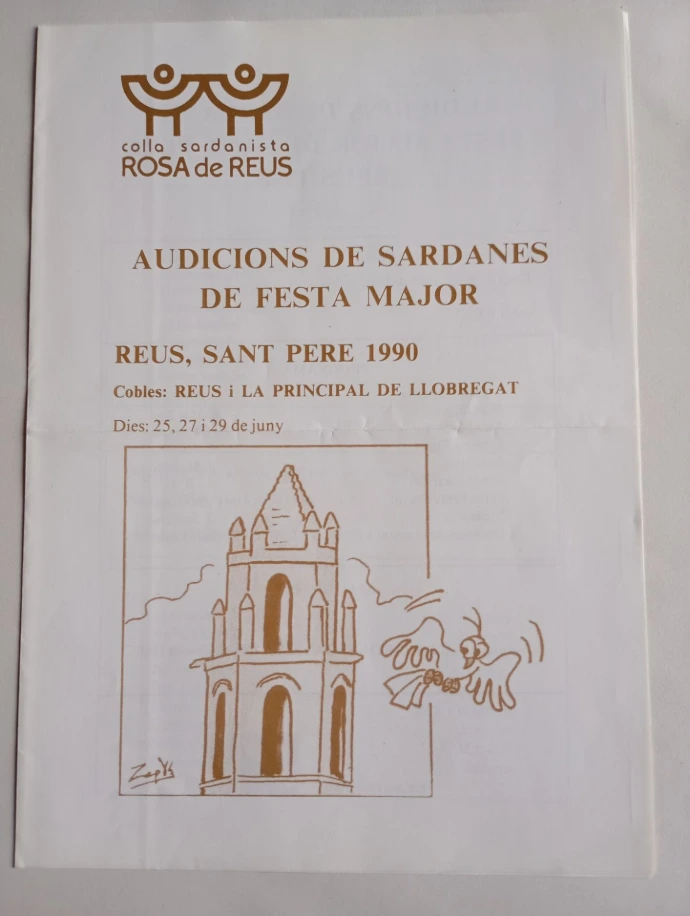 colla sardanista
ROSA de REUS
AUDICIONS DE SARDANES
DE FESTA MAJOR
REUS, SANT PERE 1990
Cobles: REUS i LA PRINCIPAL DE LLOBREGAT
Dies: 25, 27 i 29 de juny